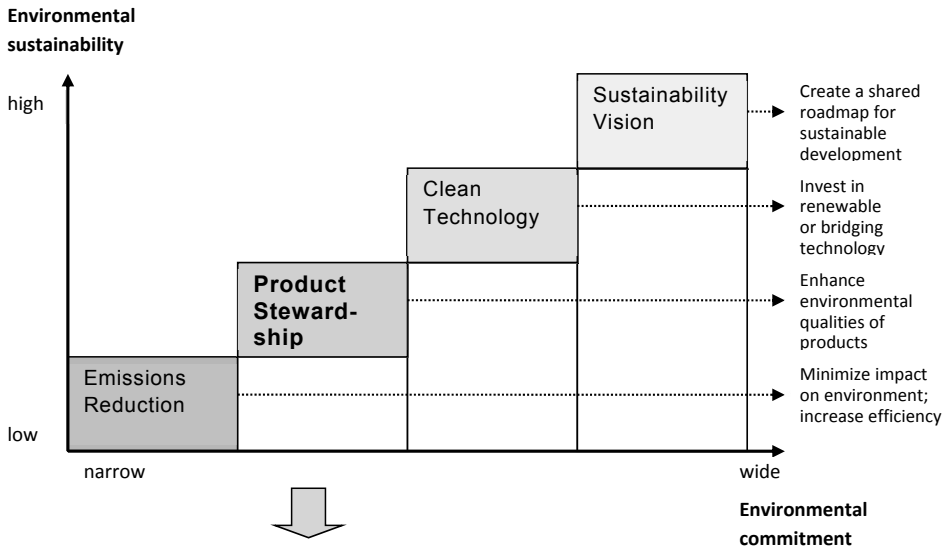 Environmental
sustainability
high
Sustainability
Vision
Create a shared
roadmap for
sustainable
development
Clean
Technology
Invest in
renewable
or bridging
technology
Product
Steward-
ship
Enhance
environmental
qualities of
products
Emissions
Reduction
Minimize impact
on environment;
increase efficiency
low
narrow
wide
Environmental
commitment